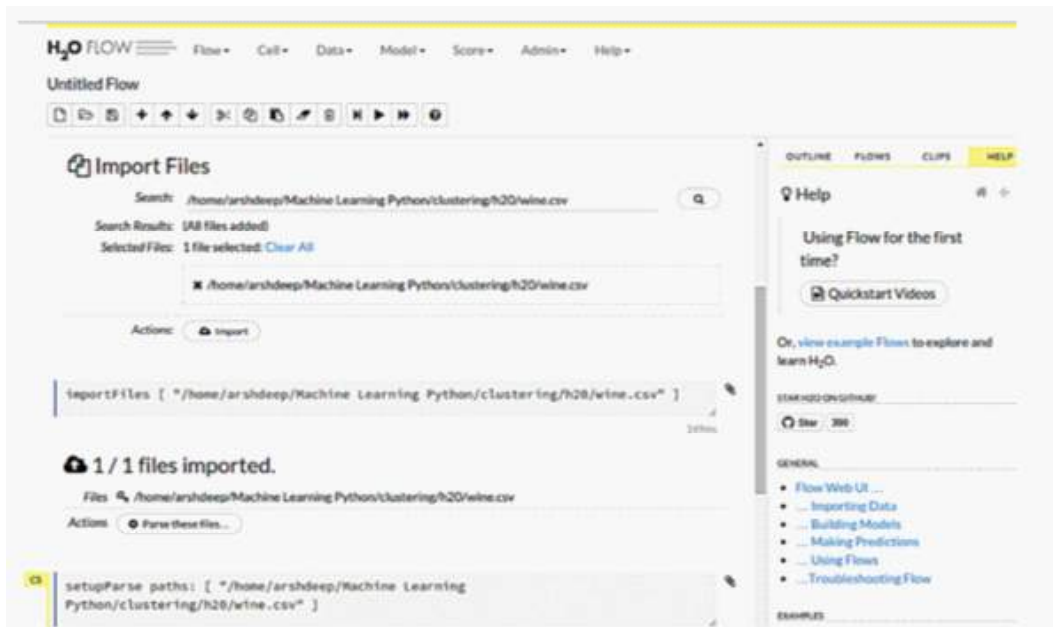 H2O FLOW Flow Cell Data Model Score Admin Help
Untitled Flow
Import Files
Search: /home/arshdeep/Machine Learning Python/clustering/h20/wine.csv
Search Results: (All files added)
Selected Files: 1 file selected: Clear All
/home/arshdeep/Machine Learning Python/clustering/h20/wine.csv
Actions: Import
importFiles [ "/home/arshdeep/Machine Learning Python/clustering/h20/wine.csv" ]
1 / 1 files imported.
Files /home/arshdeep/Machine Learning Python/clustering/h20/wine.csv
Actions Parse these files...
CS
setupParse paths: [ "/home/arshdeep/Machine Learning
Python/clustering/h20/wine.csv" ]
OUTLINE FLOWS CLIPS HELP
Help
Using Flow for the first
time?
Quickstart Videos
Or, view example Flows to explore and
learn H2O.
STAR H2O ON GITHUB!
Star 300
GENERAL
Flow Web UI ...
... Importing Data
... Building Models
... Making Predictions
... Using Flows
...Troubleshooting Flow
EXAMPLES